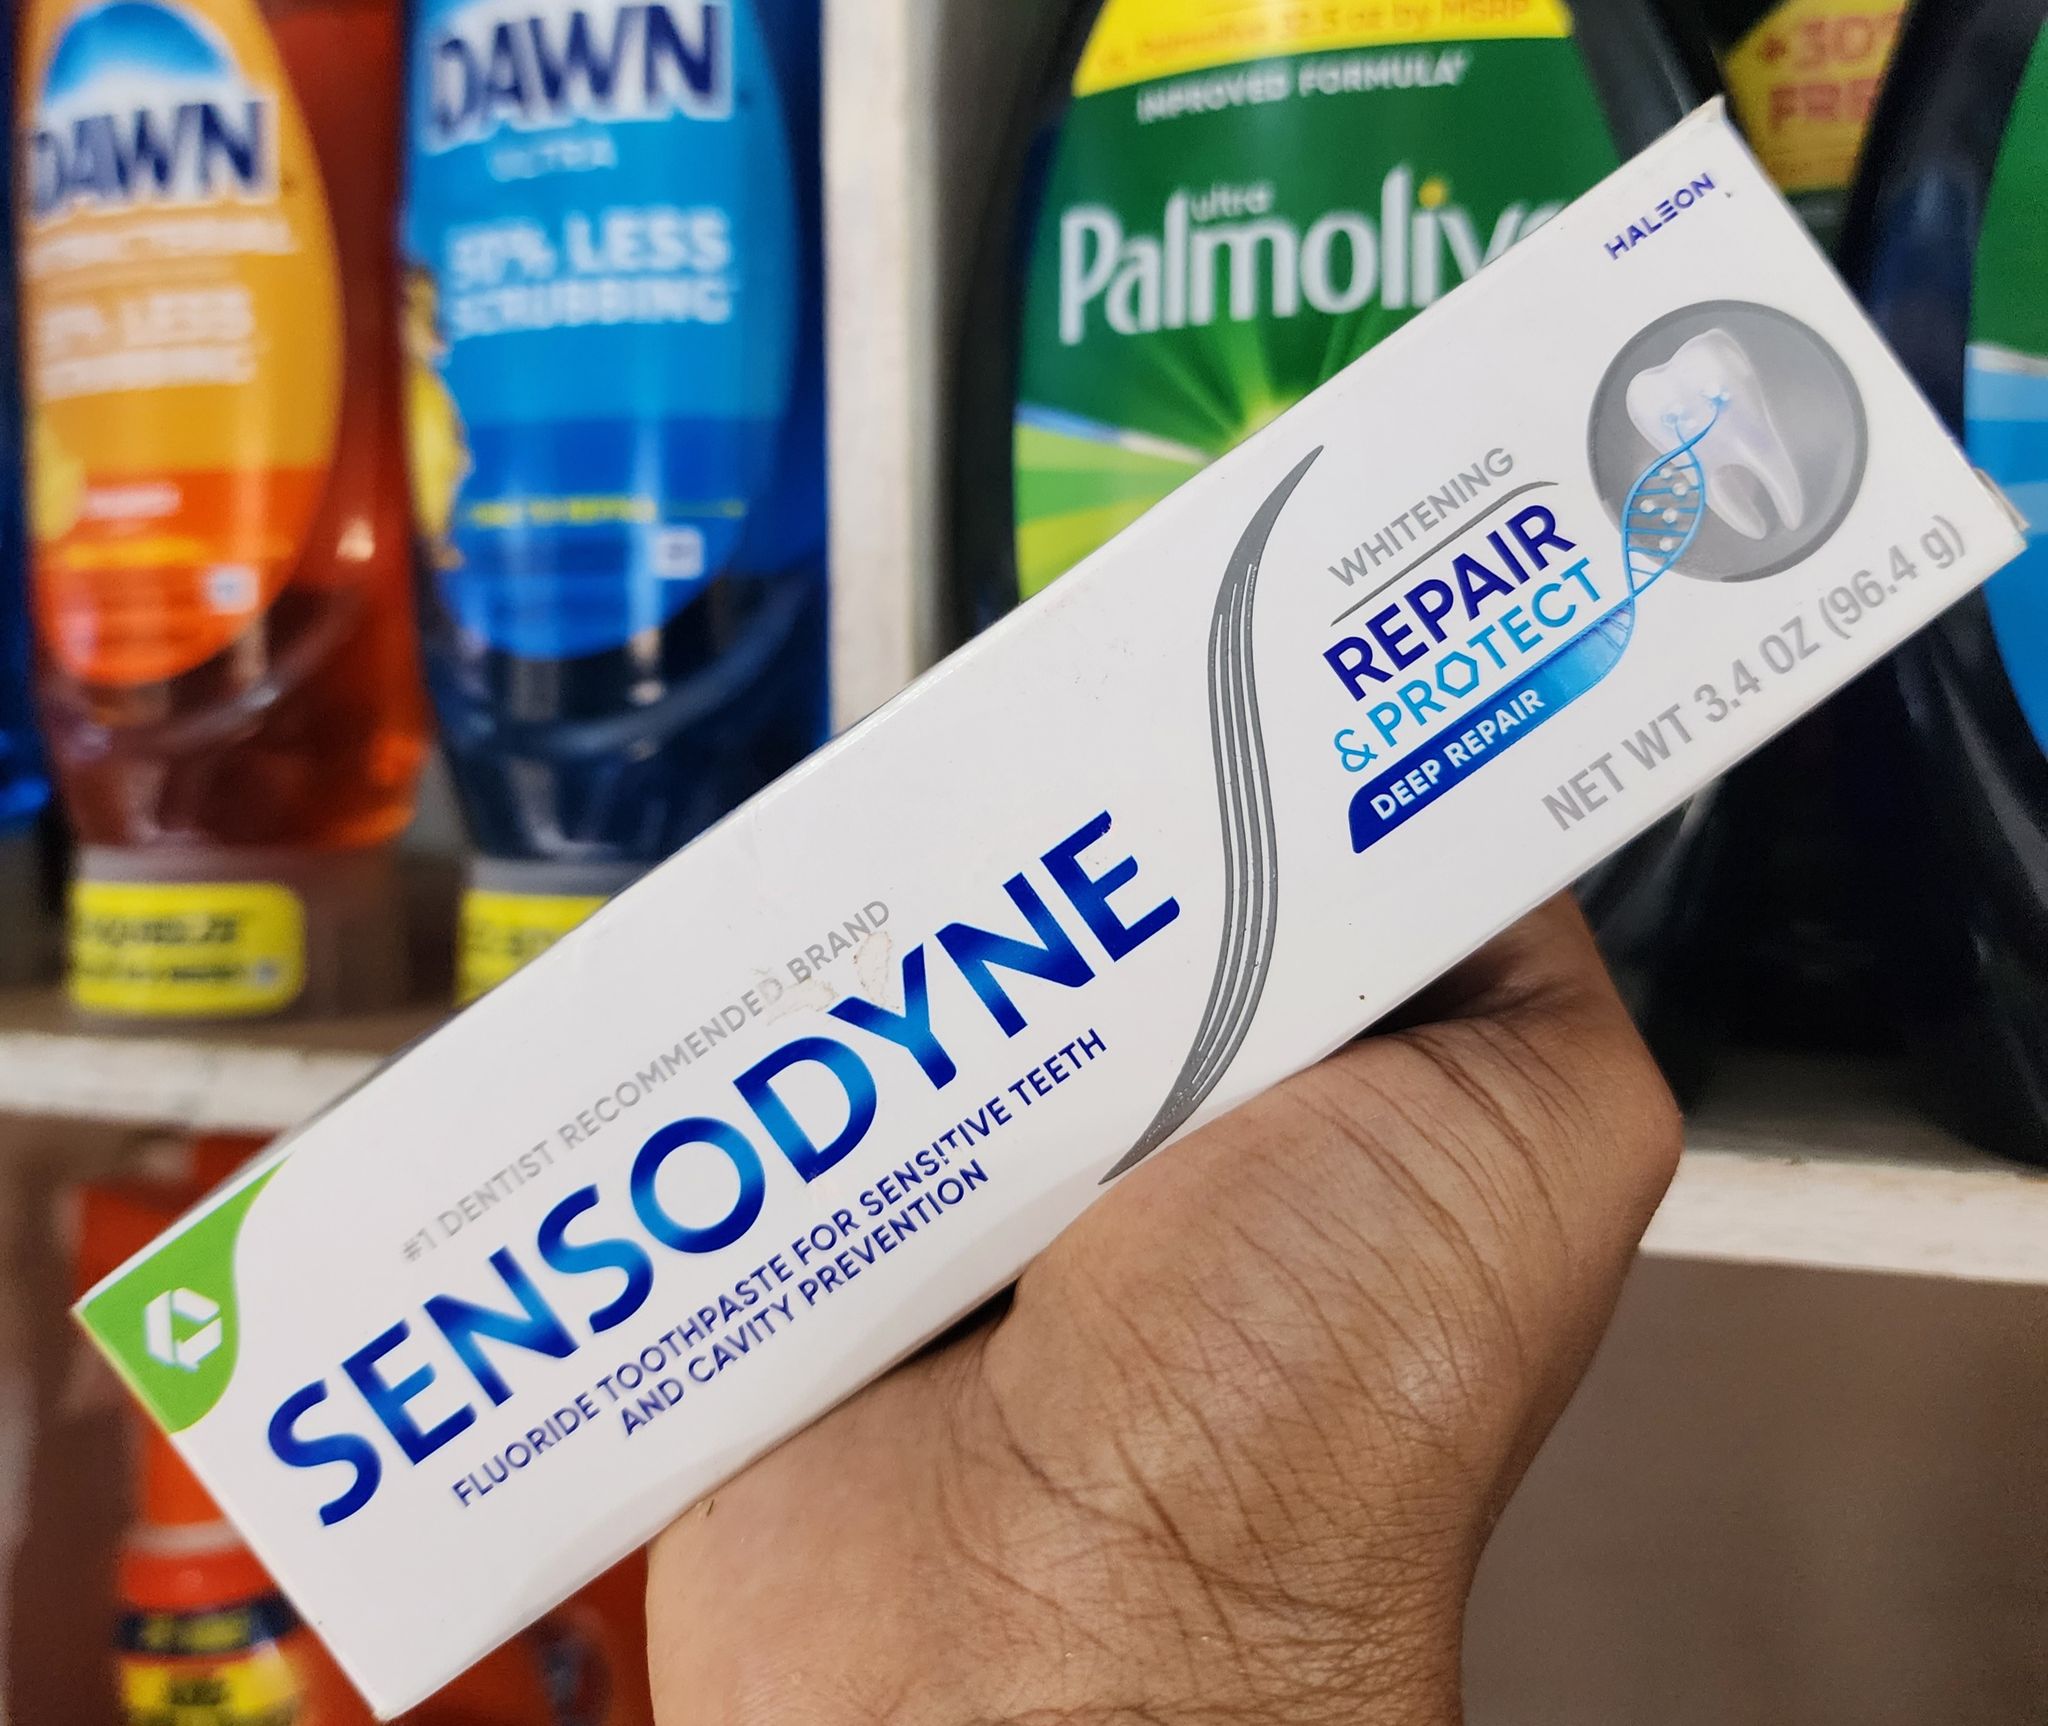 DAWN
DAWN
ULTRA
50% LESS
SCRUBBING
IMPROVED FORMULA
ultra
Palmoliv
HALEON
WHITENING
REPAIR
& PROTECT
DEEP REPAIR
NET WT 3.4 OZ (96.4 g)
#1 DENTIST RECOMMENDED BRAND
SENSODYNE
FLUORIDE TOOTHPASTE FOR SENSITIVE TEETH
AND CAVITY PREVENTION